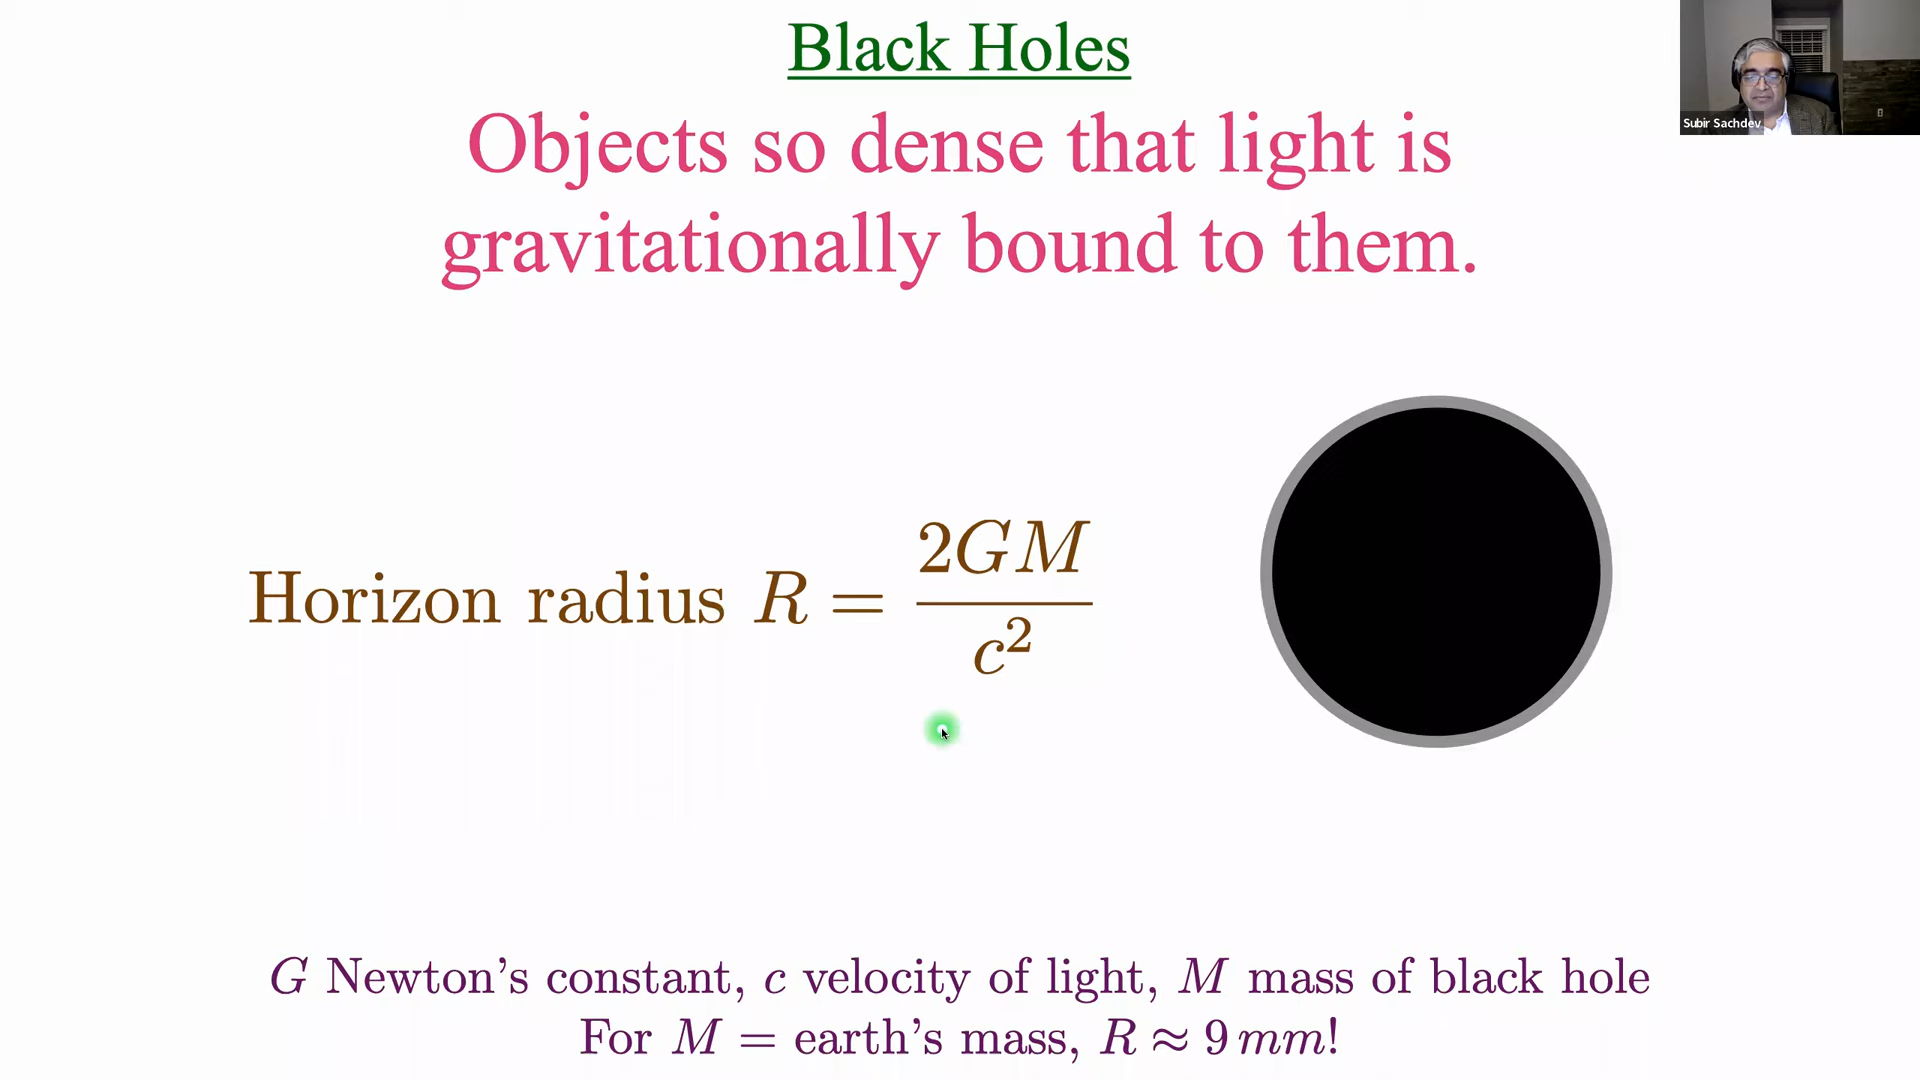 Black Holes
Objects so dense that light is
gravitationally bound to them.
Subir Sachdev
Horizon radius R = 2GM / c²
G Newton's constant, c velocity of light, M mass of black hole
For M = earth's mass, R ≈ 9 mm!